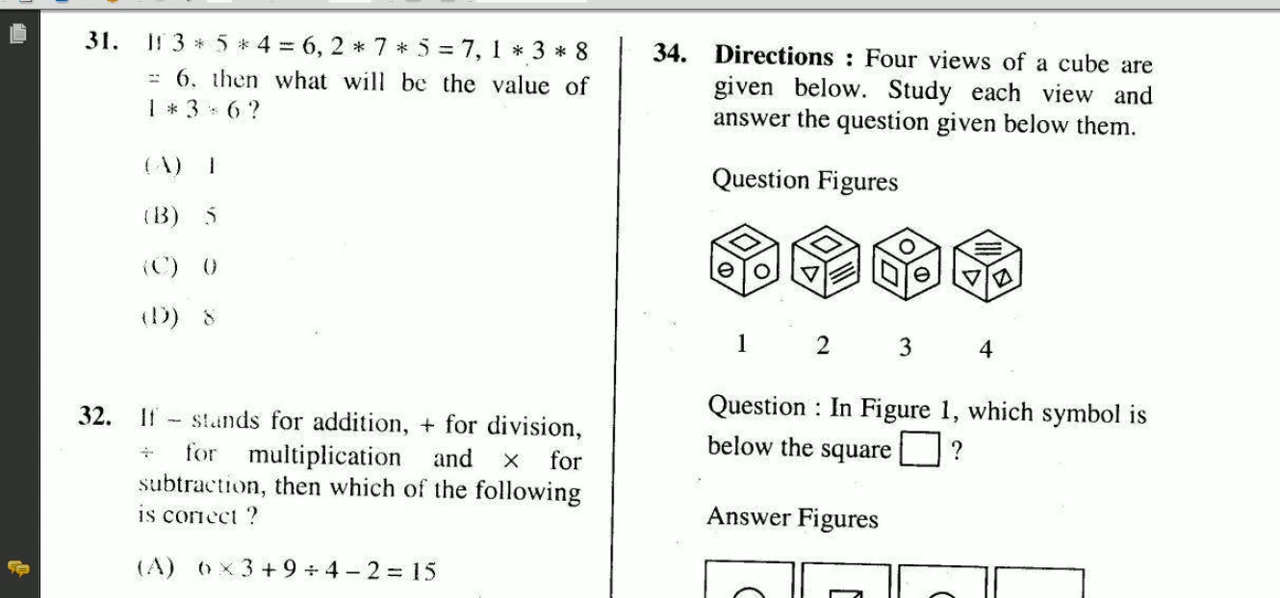 31. If 3 * 5 * 4 = 6, 2 * 7 * 5 = 7, 1 * 3 * 8
= 6, then what will be the value of
1 * 3 * 6 ?
(A) 1
(B) 5
(C) 0
(D) 8
32. If – stands for addition, + for division,
÷ for multiplication and × for
subtraction, then which of the following
is correct ?
(A) 6 × 3 + 9 ÷ 4 – 2 = 15
34. Directions : Four views of a cube are
given below. Study each view and
answer the question given below them.
Question Figures
1 2 3 4
Question : In Figure 1, which symbol is
below the square ?
Answer Figures